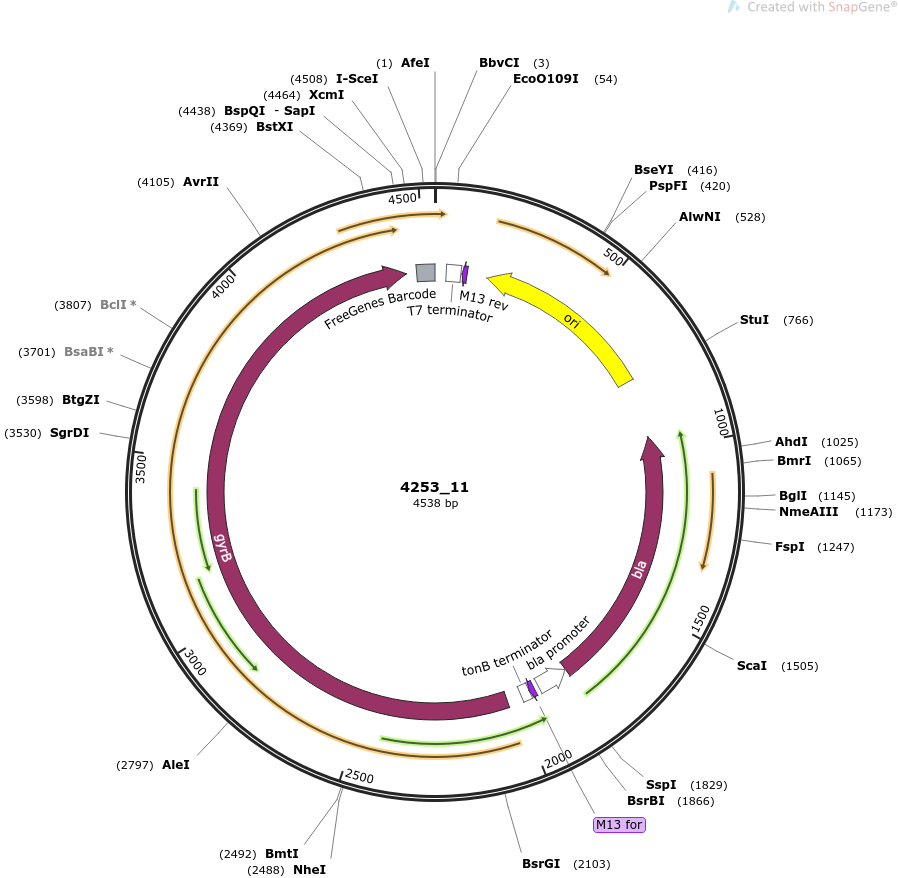 Created with SnapGene®
(1) AfeI
BbvCI (3)
(4508) I-SceI
EcoO109I (54)
(4464) XcmI
(4438) BspQI - SapI
(4369) BstXI
BseYI (416)
(4105) AvrII
PspFI (420)
AlwNI (528)
4500
500
4000
FreeGenes Barcode
M13 rev
T7 terminator
ori
(3807) BclI *
StuI (766)
(3701) BsaBI *
(3598) BtgZI
1000
(3530) SgrDI
AhdI (1025)
3500
BmrI (1065)
4253_11
4538 bp
BglI (1145)
NmeAIII (1173)
gyrB
FspI (1247)
bla
1500
tonB terminator
bla promoter
3000
ScaI (1505)
(2797) AleI
2500
2000
SspI (1829)
BsrBI (1866)
M13 for
(2492) BmtI
(2488) NheI
BsrGI (2103)